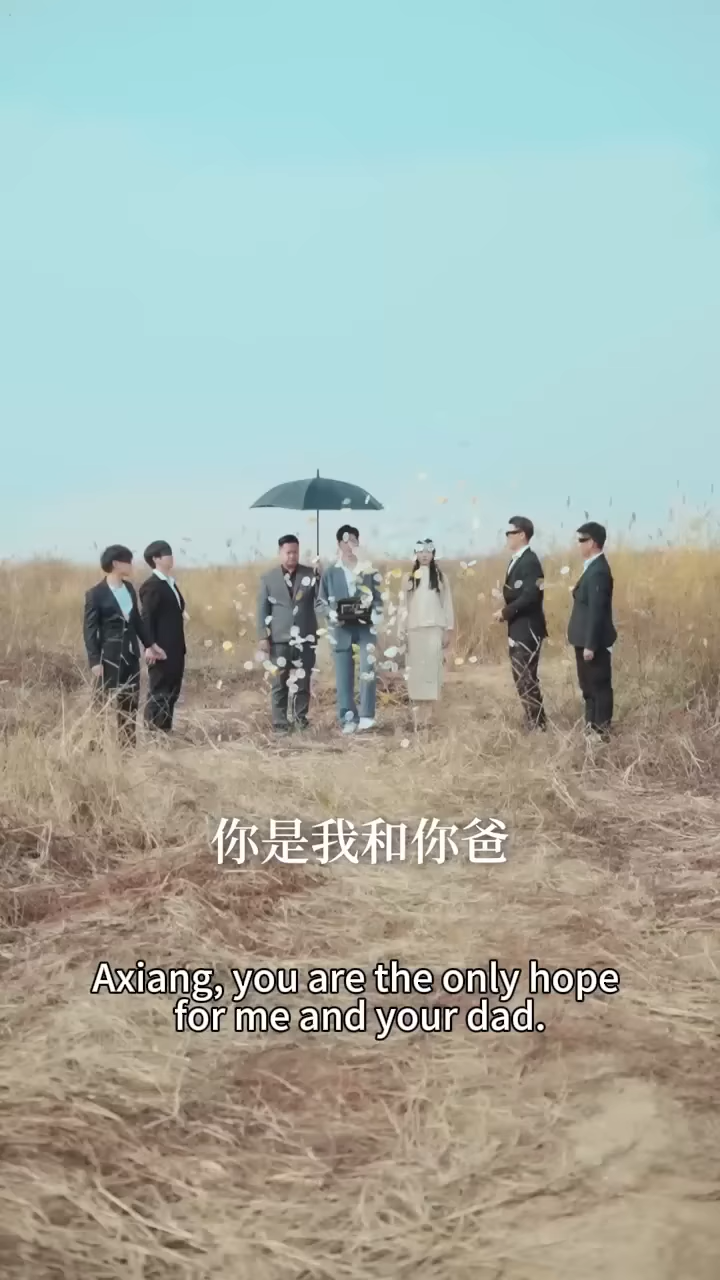 你是我和你爸
Axiang, you are the only hope
for me and your dad.